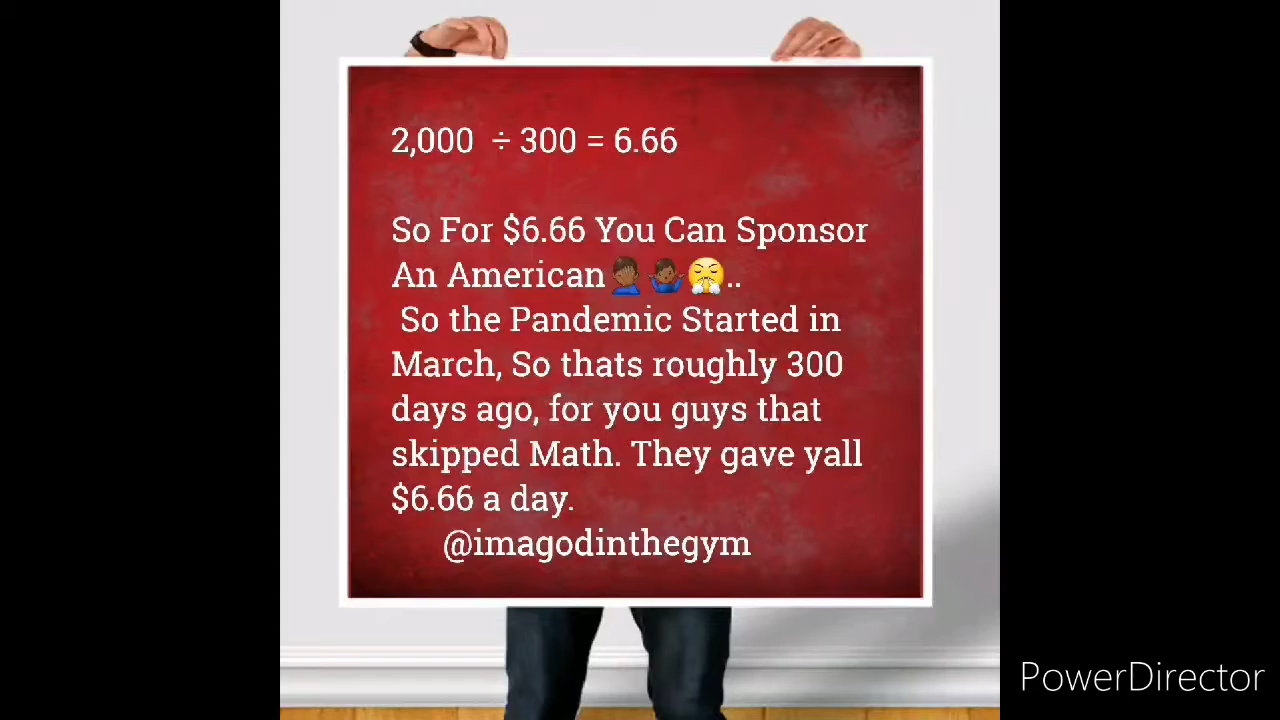 2,000 ÷ 300 = 6.66
So For $6.66 You Can Sponsor
An American🤦🏾‍♂️🤷🏾‍♂️😤..
So the Pandemic Started in
March, So thats roughly 300
days ago, for you guys that
skipped Math. They gave yall
$6.66 a day.
@imagodinthegym
PowerDirector